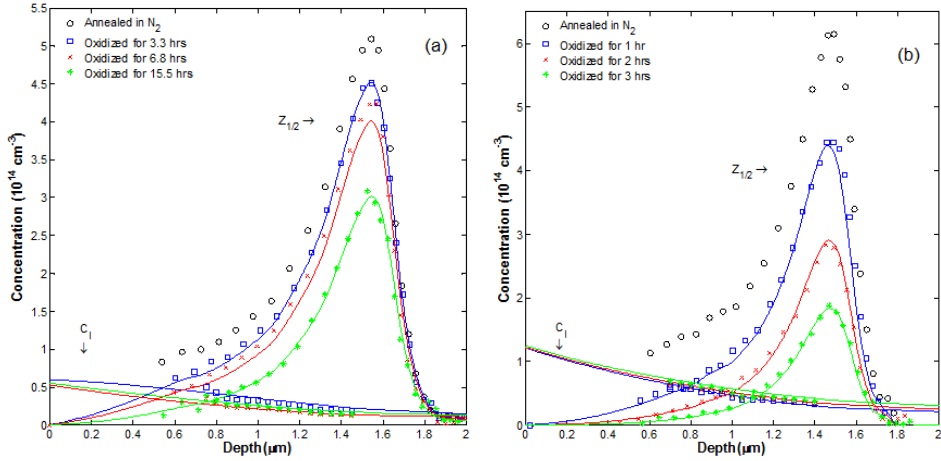 (a)
Annealed in N2
Oxidized for 3.3 hrs
Oxidized for 6.8 hrs
Oxidized for 15.5 hrs
Z1/2 →
CI
↓
Concentration (10^14 cm^-3)
5.5
5
4.5
4
3.5
3
2.5
2
1.5
1
0.5
0
0 0.2 0.4 0.6 0.8 1 1.2 1.4 1.6 1.8 2
Depth (µm)
(b)
Annealed in N2
Oxidized for 1 hr
Oxidized for 2 hrs
Oxidized for 3 hrs
Z1/2 →
CI
↓
Concentration (10^14 cm^-3)
6
5
4
3
2
1
0
0 0.2 0.4 0.6 0.8 1 1.2 1.4 1.6 1.8 2
Depth (µm)